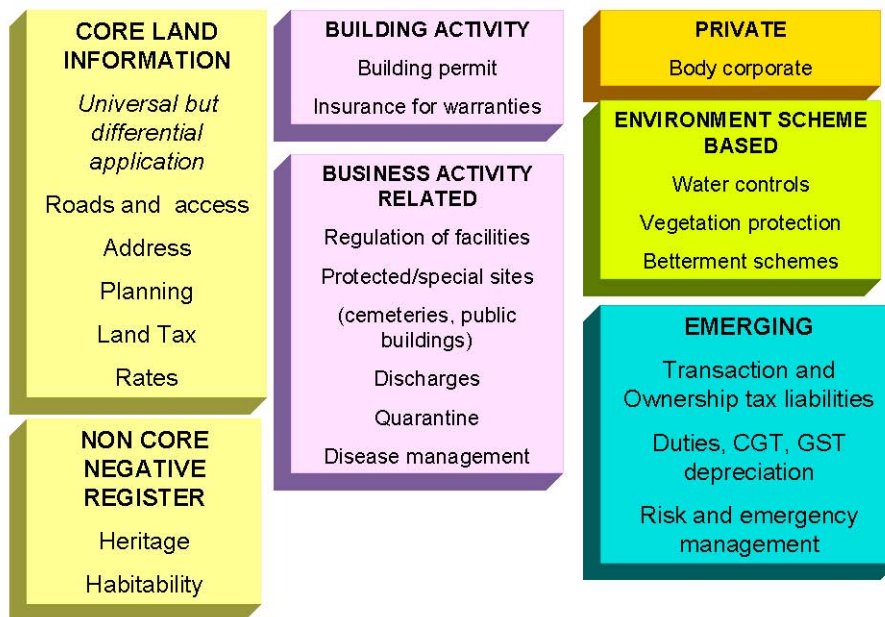 CORE LAND
INFORMATION
Universal but
differential
application
Roads and access
Address
Planning
Land Tax
Rates
NON CORE
NEGATIVE
REGISTER
Heritage
Habitability
BUILDING ACTIVITY
Building permit
Insurance for warranties
BUSINESS ACTIVITY
RELATED
Regulation of facilities
Protected/special sites
(cemeteries, public
buildings)
Discharges
Quarantine
Disease management
PRIVATE
Body corporate
ENVIRONMENT SCHEME
BASED
Water controls
Vegetation protection
Betterment schemes
EMERGING
Transaction and
Ownership tax liabilities
Duties, CGT, GST
depreciation
Risk and emergency
management